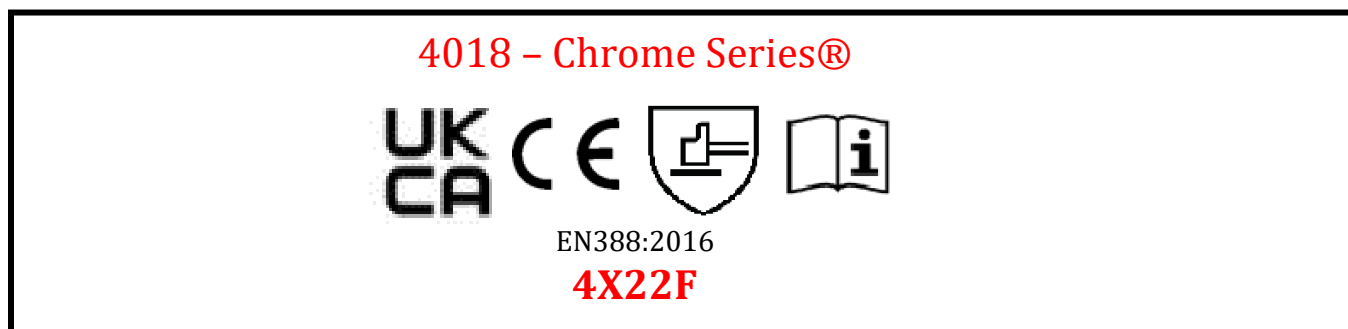 4018 – Chrome Series®
UK
CA
CE
i
EN388:2016
4X22F